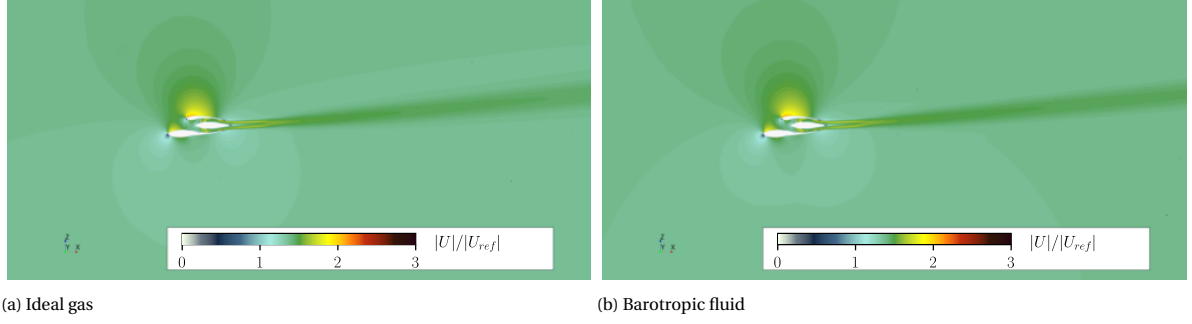 Z
Y X
|U|/|U_ref|
0 1 2 3
(a) Ideal gas
Z
Y X
|U|/|U_ref|
0 1 2 3
(b) Barotropic fluid